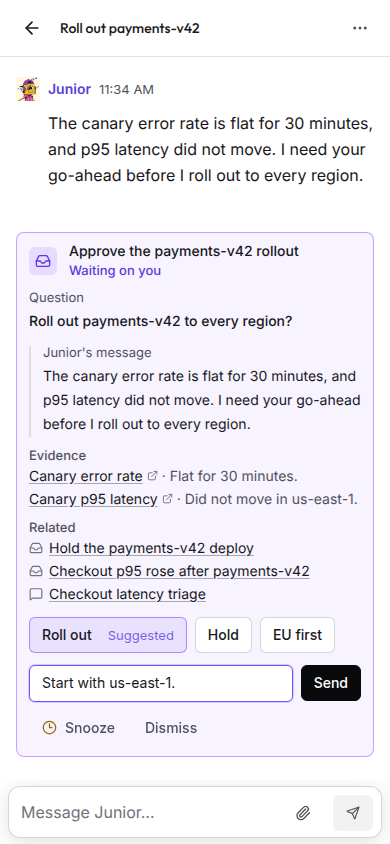 Roll out payments-v42
Junior 11:34 AM
The canary error rate is flat for 30 minutes,
and p95 latency did not move. I need your
go-ahead before I roll out to every region.
Approve the payments-v42 rollout
Waiting on you
Question
Roll out payments-v42 to every region?
Junior's message
The canary error rate is flat for 30 minutes, and
p95 latency did not move. I need your go-ahead
before I roll out to every region.
Evidence
Canary error rate · Flat for 30 minutes.
Canary p95 latency · Did not move in us-east-1.
Related
Hold the payments-v42 deploy
Checkout p95 rose after payments-v42
Checkout latency triage
Roll out Suggested Hold EU first
Start with us-east-1. Send
Snooze Dismiss
Message Junior...